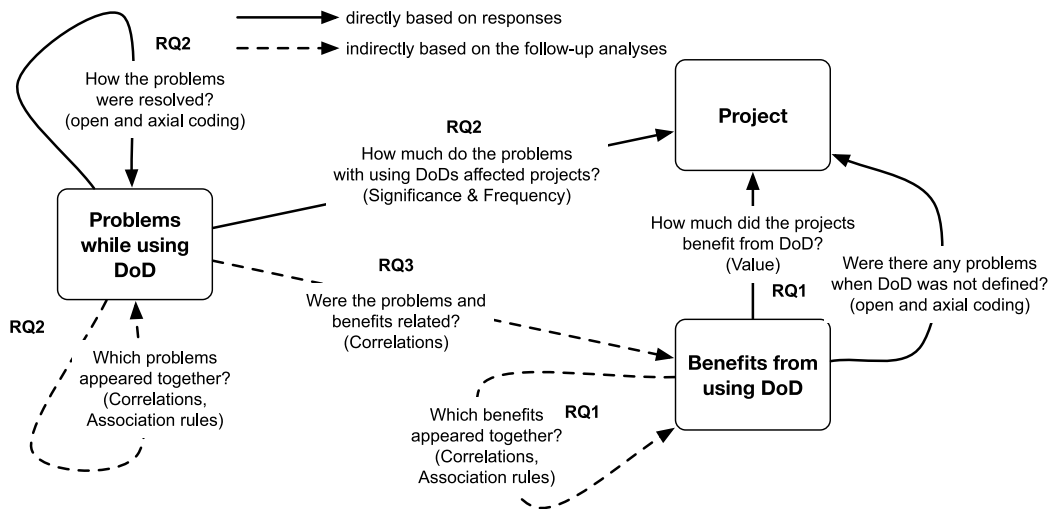 directly based on responses
indirectly based on the follow-up analyses
RQ2
How the problems
were resolved?
(open and axial coding)
Project
RQ2
How much do the problems
with using DoDs affected projects?
(Significance & Frequency)
Problems
while using
DoD
How much did the projects
benefit from DoD?
(Value)
RQ1
Were there any problems
when DoD was not defined?
(open and axial coding)
RQ3
Were the problems and
benefits related?
(Correlations)
RQ2
Which problems
appeared together?
(Correlations,
Association rules)
Benefits from
using DoD
RQ1
Which benefits
appeared together?
(Correlations,
Association rules)